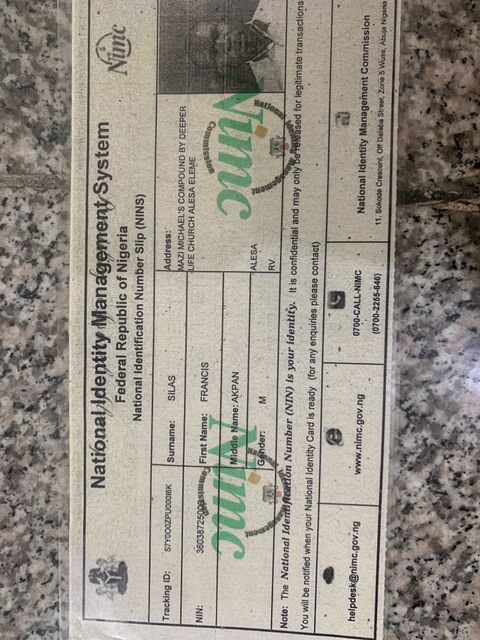 National Identity Management System
Federal Republic of Nigeria
National Identification Number Slip (NINS)
Nimc
Tracking ID: S7Y0O0ZPU000I6K
Surname: SILAS
Address:
MAZI MICHAEL'S COMPOUND BY DEEPER
LIFE CHURCH ALESA ELEME
NIN:
First Name: FRANCIS
Middle Name: AKPAN
Gender: M
ALESA
RV
Note: The National Identification Number (NIN) is your identity. It is confidential and may only be released for legitimate transactions
You will be notified when your National Identity Card is ready (for any enquiries please contact)
helpdesk@nimc.gov.ng
www.nimc.gov.ng
0700-CALL-NIMC
(0700-2255-646)
National Identity Management Commission
11, Sokode Crescent, Off Dalaba Street, Zone 5 Wuse, Abuja